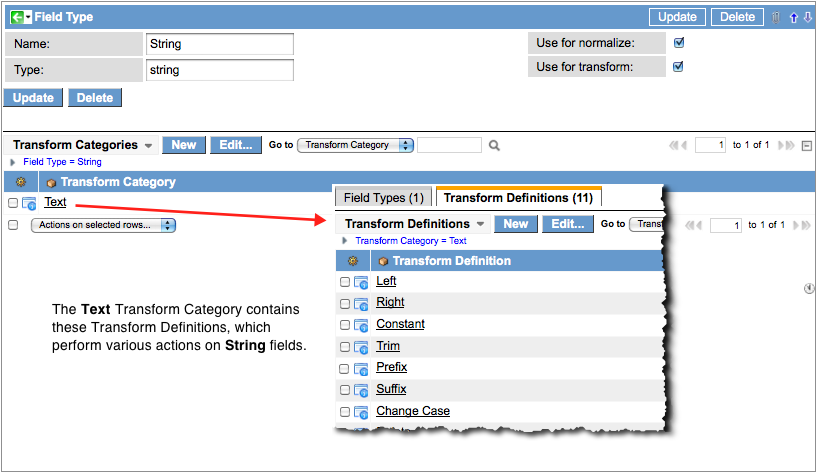 Field Type
Update
Delete
Name:
String
Use for normalize:
Type:
string
Use for transform:
Update
Delete
Transform Categories
New
Edit...
Go to
Transform Category
1
to 1 of 1
Field Type = String
Transform Category
Text
Actions on selected rows...
1
to 1 of 1
Field Types (1)
Transform Definitions (11)
Transform Definitions
New
Edit...
Go to
Transform Category = Text
Transform Definition
Left
Right
Constant
Trim
Prefix
Suffix
Change Case
The Text Transform Category contains
these Transform Definitions, which
perform various actions on String fields.